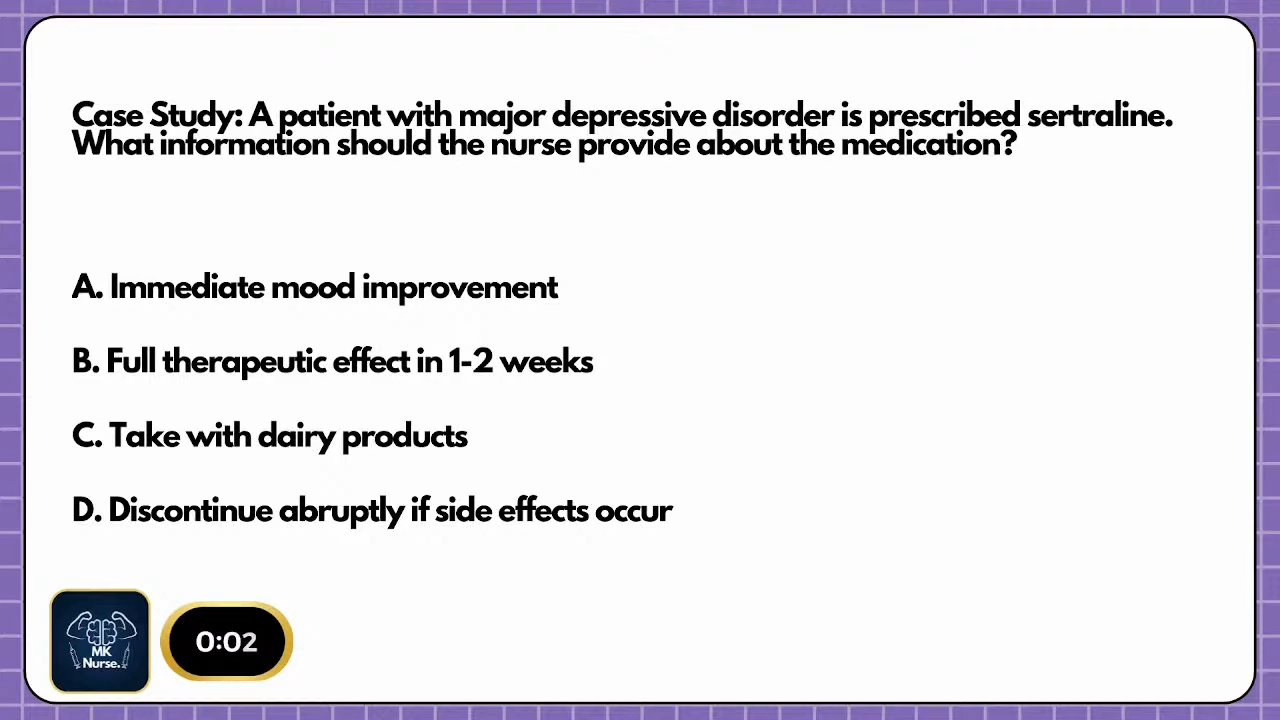 Case Study: A patient with major depressive disorder is prescribed sertraline.
What information should the nurse provide about the medication?
A. Immediate mood improvement
B. Full therapeutic effect in 1-2 weeks
C. Take with dairy products
D. Discontinue abruptly if side effects occur
MK
Nurse.
0:02